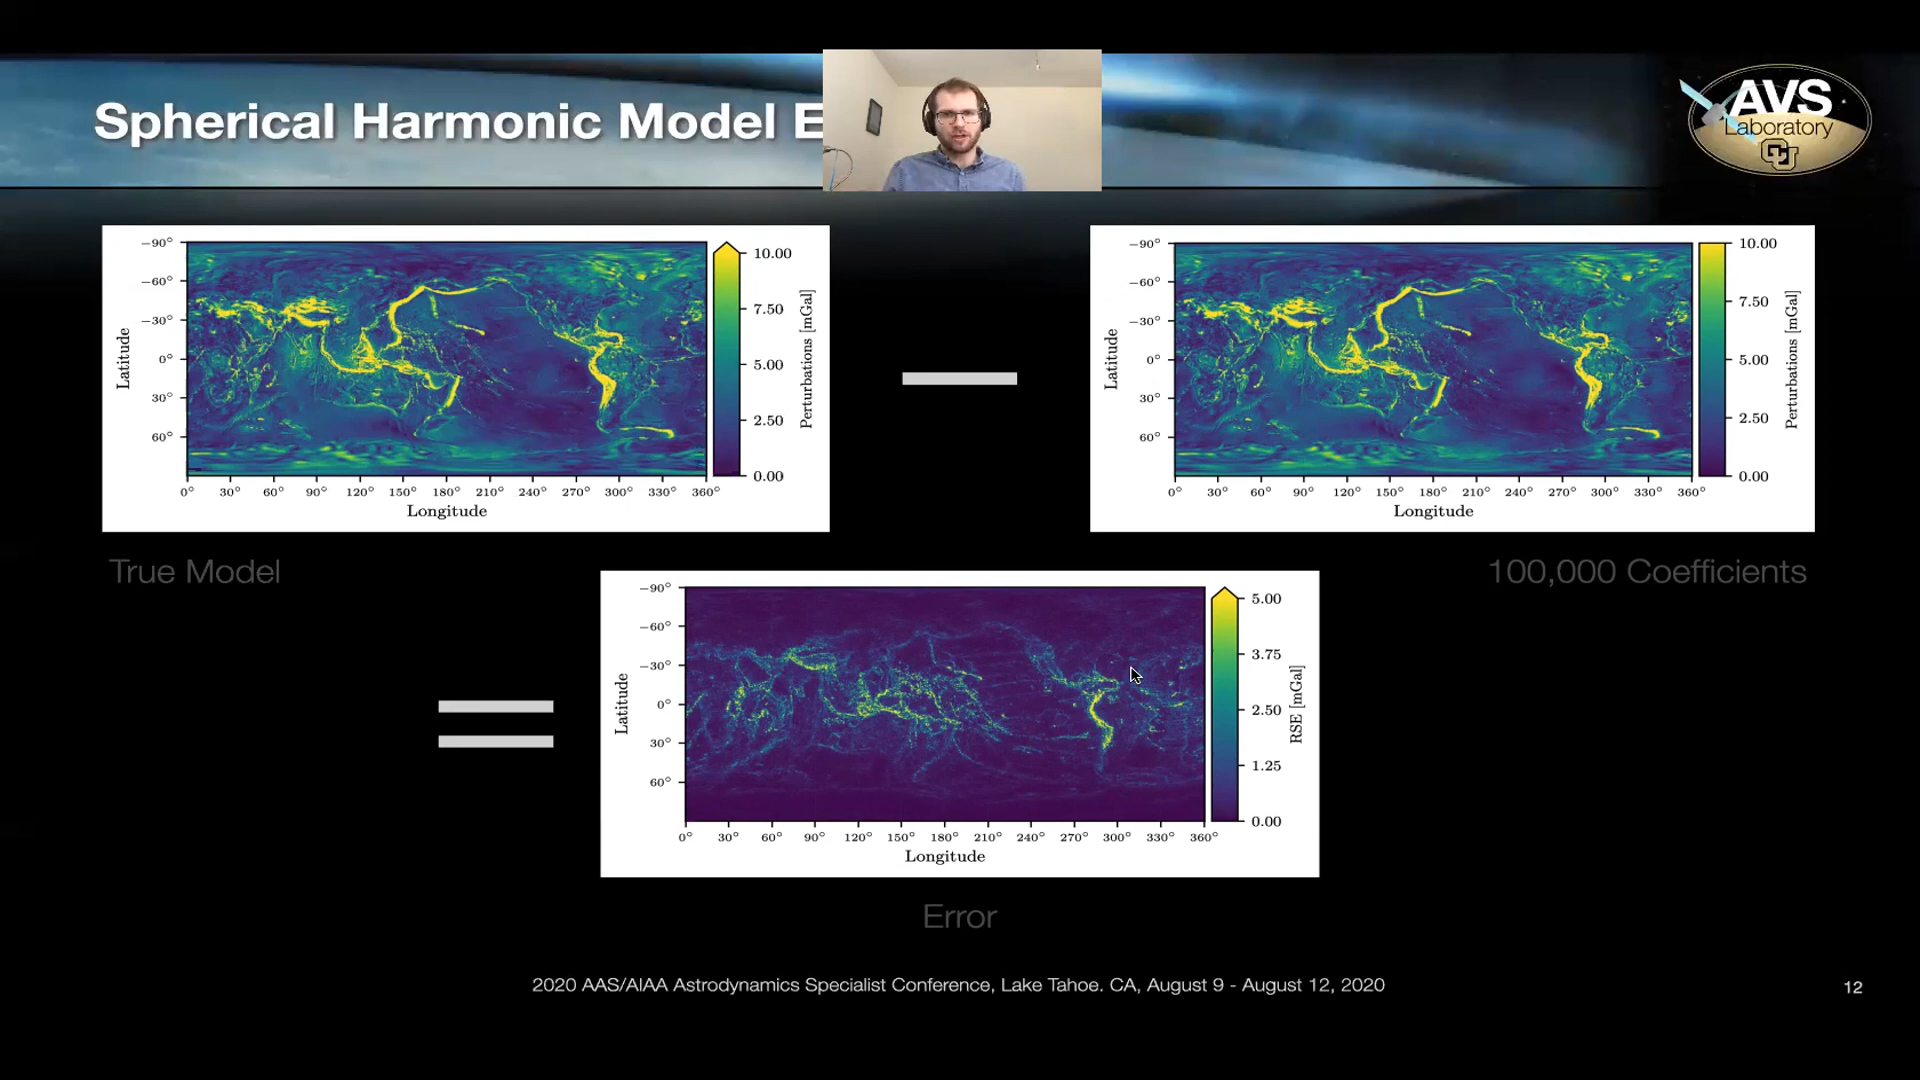 Spherical Harmonic Model E
AVS
Laboratory
CU
−90°
−60°
−30°
0°
30°
60°
Latitude
0° 30° 60° 90° 120° 150° 180° 210° 240° 270° 300° 330° 360°
Longitude
10.00
7.50
5.00
2.50
0.00
Perturbations [mGal]
−90°
−60°
−30°
0°
30°
60°
Latitude
0° 30° 60° 90° 120° 150° 180° 210° 240° 270° 300° 330° 360°
Longitude
10.00
7.50
5.00
2.50
0.00
Perturbations [mGal]
True Model
100,000 Coefficients
−90°
−60°
−30°
0°
30°
60°
Latitude
0° 30° 60° 90° 120° 150° 180° 210° 240° 270° 300° 330° 360°
Longitude
5.00
3.75
2.50
1.25
0.00
RSE [mGal]
Error
2020 AAS/AIAA Astrodynamics Specialist Conference, Lake Tahoe. CA, August 9 - August 12, 2020
12